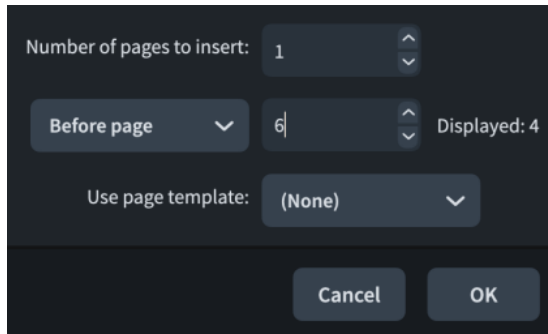 Number of pages to insert: 1
Before page 6 Displayed: 4
Use page template: (None)
Cancel OK